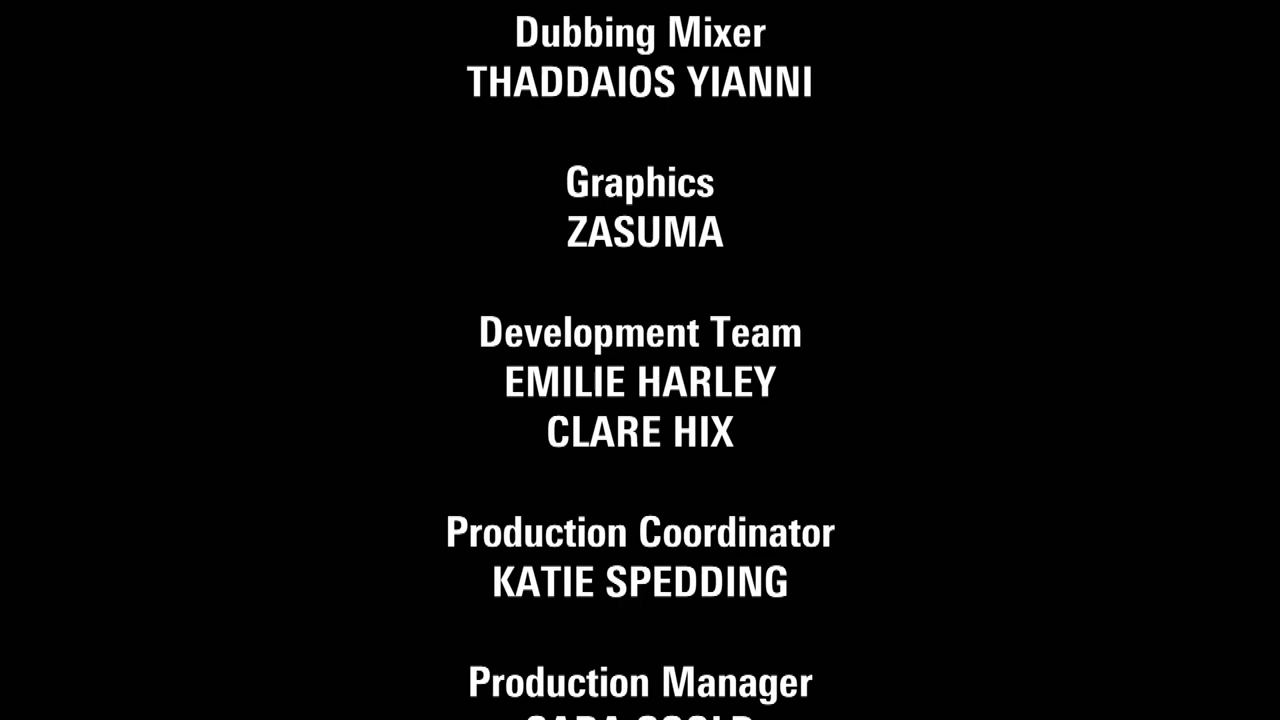 Dubbing Mixer
THADDAIOS YIANNI
Graphics
ZASUMA
Development Team
EMILIE HARLEY
CLARE HIX
Production Coordinator
KATIE SPEDDING
Production Manager